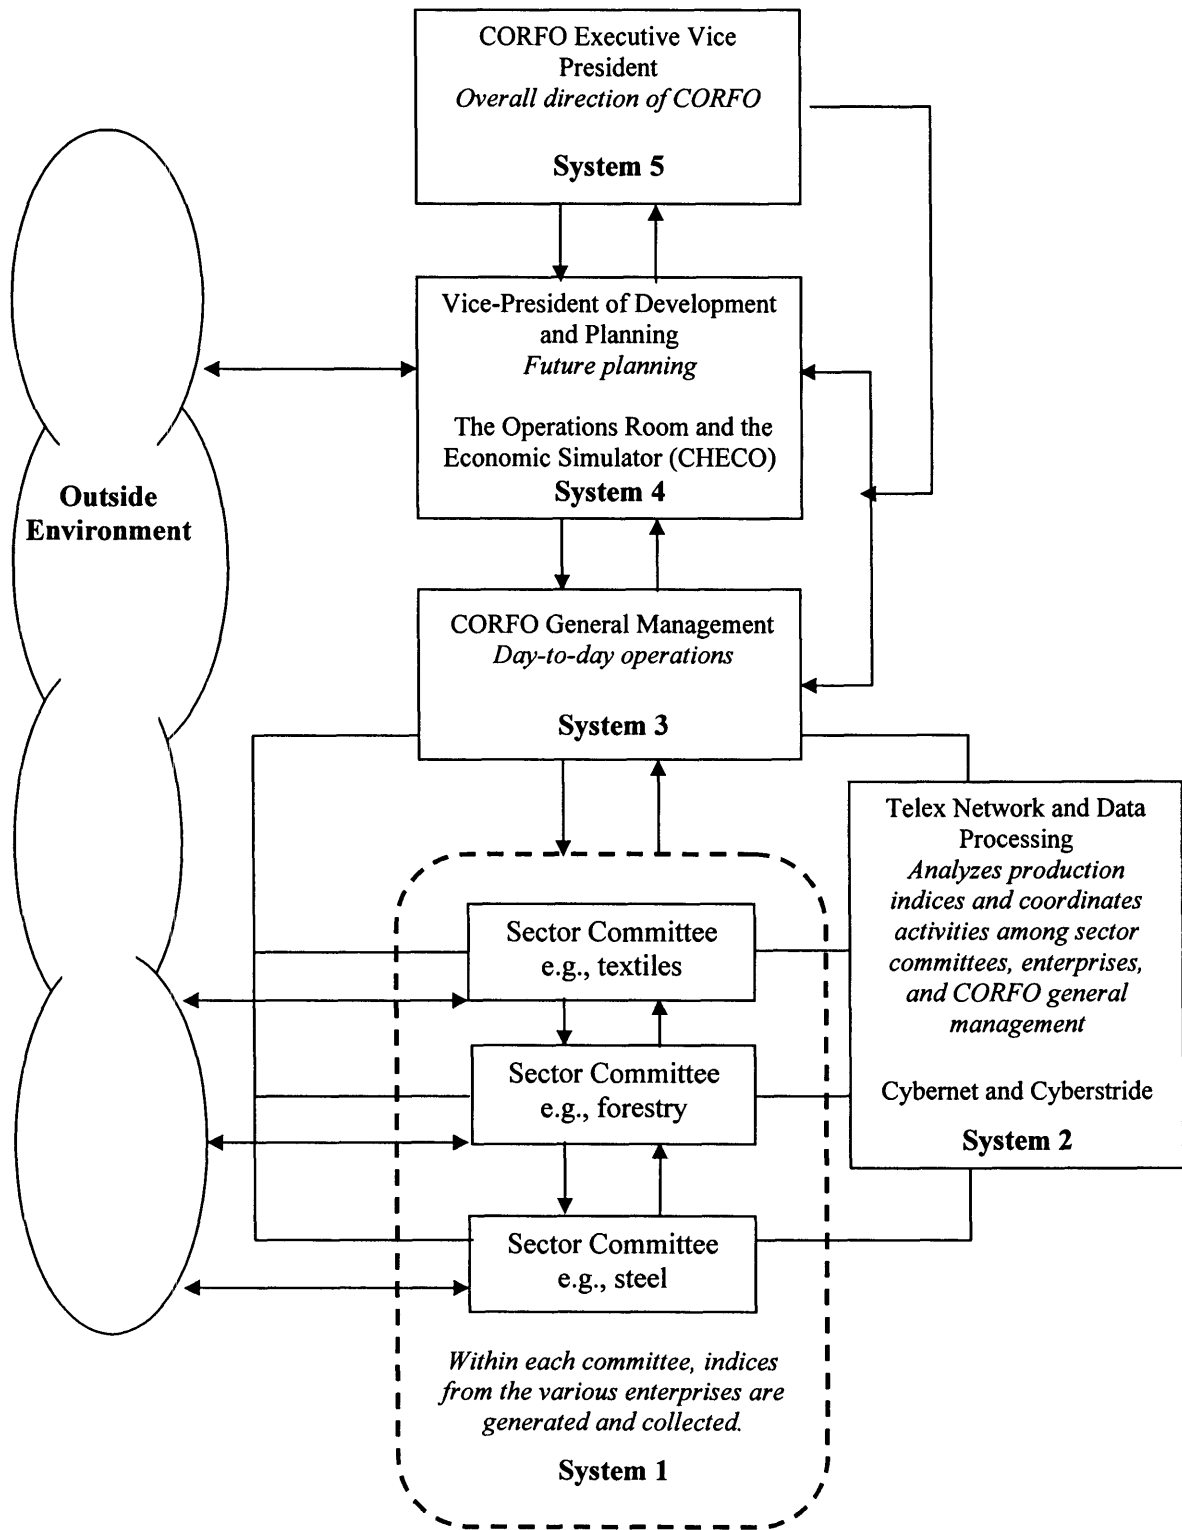 CORFO Executive Vice
President
Overall direction of CORFO
System 5
Vice-President of Development
and Planning
Future planning
The Operations Room and the
Economic Simulator (CHECO)
System 4
Outside
Environment
CORFO General Management
Day-to-day operations
System 3
Telex Network and Data
Processing
Analyzes production
indices and coordinates
activities among sector
committees, enterprises,
and CORFO general
management
Cybernet and Cyberstride
System 2
Sector Committee
e.g., textiles
Sector Committee
e.g., forestry
Sector Committee
e.g., steel
Within each committee, indices
from the various enterprises are
generated and collected.
System 1